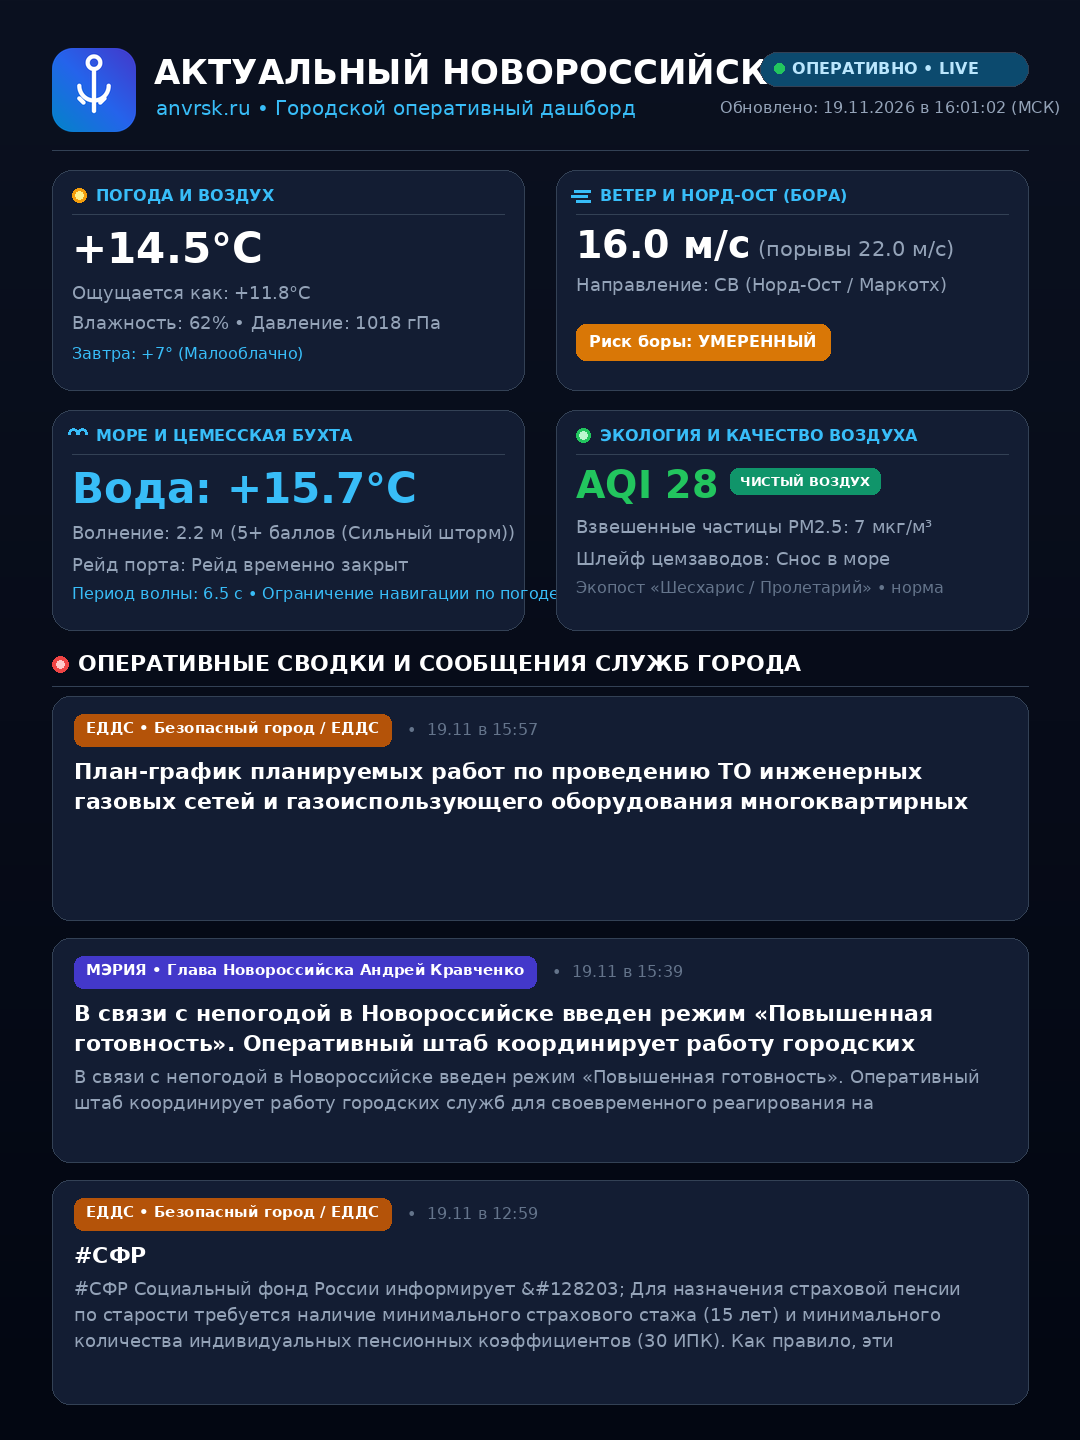 АКТУАЛЬНЫЙ НОВОРОССИЙСК
ОПЕРАТИВНО • LIVE
anvrsk.ru • Городской оперативный дашборд
Обновлено: 19.11.2026 в 16:01:02 (МСК)
ПОГОДА И ВОЗДУХ
+14.5°C
Ощущается как: +11.8°C
Влажность: 62% • Давление: 1018 гПа
Завтра: +7° (Малооблачно)
ВЕТЕР И НОРД-ОСТ (БОРА)
16.0 м/с (порывы 22.0 м/с)
Направление: СВ (Норд-Ост / Маркотх)
Риск боры: УМЕРЕННЫЙ
МОРЕ И ЦЕМЕССКАЯ БУХТА
Вода: +15.7°C
Волнение: 2.2 м (5+ баллов (Сильный шторм))
Рейд порта: Рейд временно закрыт
Период волны: 6.5 с • Ограничение навигации по погоде
ЭКОЛОГИЯ И КАЧЕСТВО ВОЗДУХА
AQI 28 ЧИСТЫЙ ВОЗДУХ
Взвешенные частицы PM2.5: 7 мкг/м³
Шлейф цемзаводов: Снос в море
Экопост «Шесхарис / Пролетарий» • норма
ОПЕРАТИВНЫЕ СВОДКИ И СООБЩЕНИЯ СЛУЖБ ГОРОДА
ЕДДС • Безопасный город / ЕДДС • 19.11 в 15:57
План-график планируемых работ по проведению ТО инженерных
газовых сетей и газоиспользующего оборудования многоквартирных
МЭРИЯ • Глава Новороссийска Андрей Кравченко • 19.11 в 15:39
В связи с непогодой в Новороссийске введен режим «Повышенная
готовность». Оперативный штаб координирует работу городских
В связи с непогодой в Новороссийске введен режим «Повышенная готовность». Оперативный
штаб координирует работу городских служб для своевременного реагирования на
ЕДДС • Безопасный город / ЕДДС • 19.11 в 12:59
#СФР
#СФР Социальный фонд России информирует &#128203; Для назначения страховой пенсии
по старости требуется наличие минимального страхового стажа (15 лет) и минимального
количества индивидуальных пенсионных коэффициентов (30 ИПК). Как правило, эти